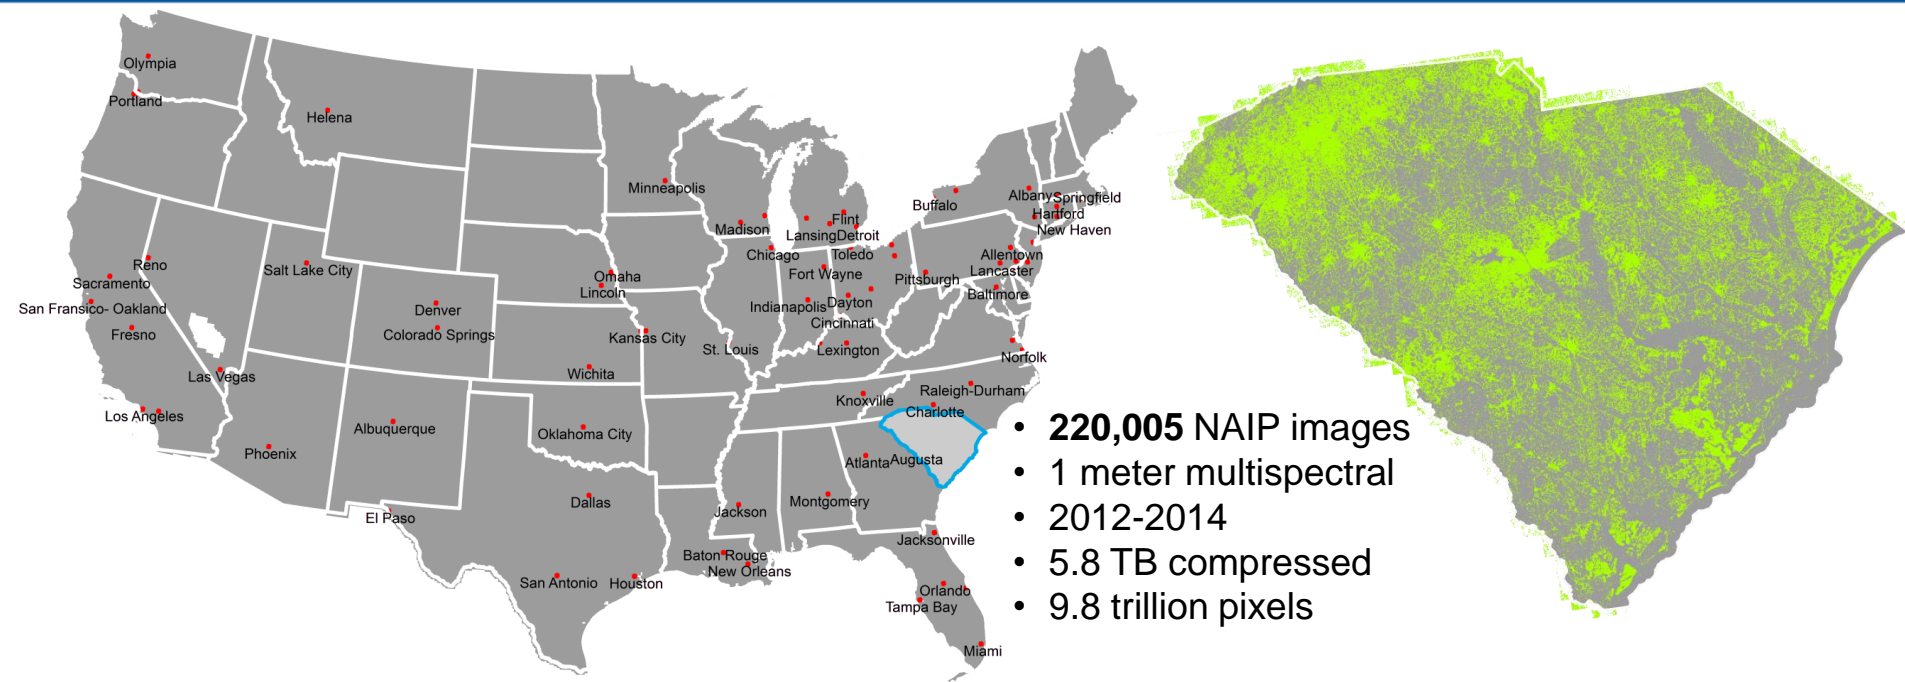 Olympia
Portland
Helena
Minneapolis
Buffalo
Albany
Springfield
Hartford
New Haven
Madison
Flint
Lansing
Detroit
Chicago
Toledo
Allentown
Reno
Salt Lake City
Fort Wayne
Lancaster
Sacramento
Omaha
Pittsburgh
Lincoln
Baltimore
San Fransico- Oakland
Denver
Indianapolis
Dayton
Fresno
Colorado Springs
Kansas City
Cincinnati
St. Louis
Lexington
Norfolk
Las Vegas
Wichita
Raleigh-Durham
Knoxville
Los Angeles
Charlotte
Albuquerque
Oklahoma City
Phoenix
Atlanta
Augusta
Dallas
Montgomery
El Paso
Jackson
Jacksonville
Baton Rouge
New Orleans
San Antonio
Houston
Orlando
Tampa Bay
Miami
• 220,005 NAIP images
• 1 meter multispectral
• 2012-2014
• 5.8 TB compressed
• 9.8 trillion pixels